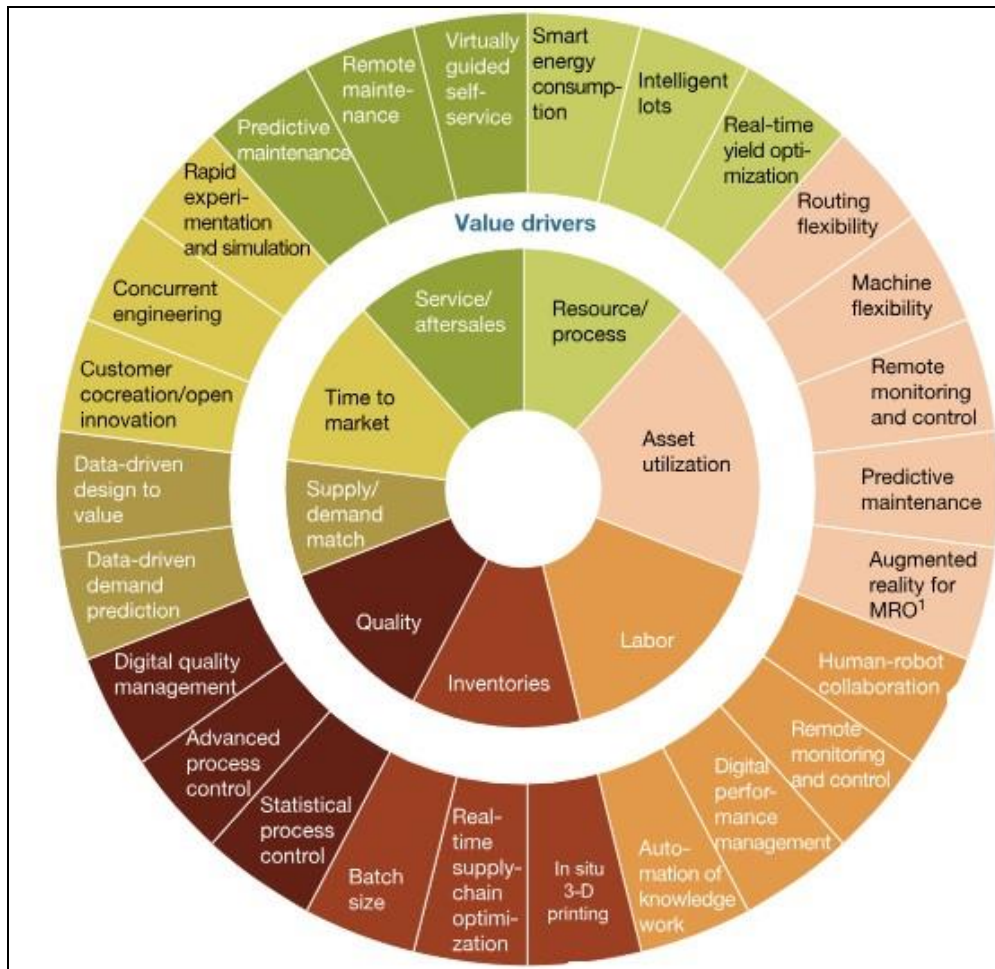 Virtually
guided
self-
service
Smart
energy
consump-
tion
Intelligent
lots
Real-time
yield opti-
mization
Routing
flexibility
Machine
flexibility
Remote
monitoring
and control
Predictive
maintenance
Augmented
reality for
MRO¹
Human-robot
collaboration
Remote
monitoring
and control
Digital
perfor-
mance
management
Auto-
mation of
knowledge
work
In situ
3-D
printing
Real-
time
supply-
chain
optimi-
zation
Batch
size
Statistical
process
control
Advanced
process
control
Digital quality
management
Data-driven
demand
prediction
Data-driven
design to
value
Customer
cocreation/open
innovation
Concurrent
engineering
Rapid
experi-
mentation
and simulation
Predictive
maintenance
Remote
mainte-
nance
Value drivers
Service/
aftersales
Resource/
process
Asset
utilization
Labor
Inventories
Quality
Supply/
demand
match
Time to
market